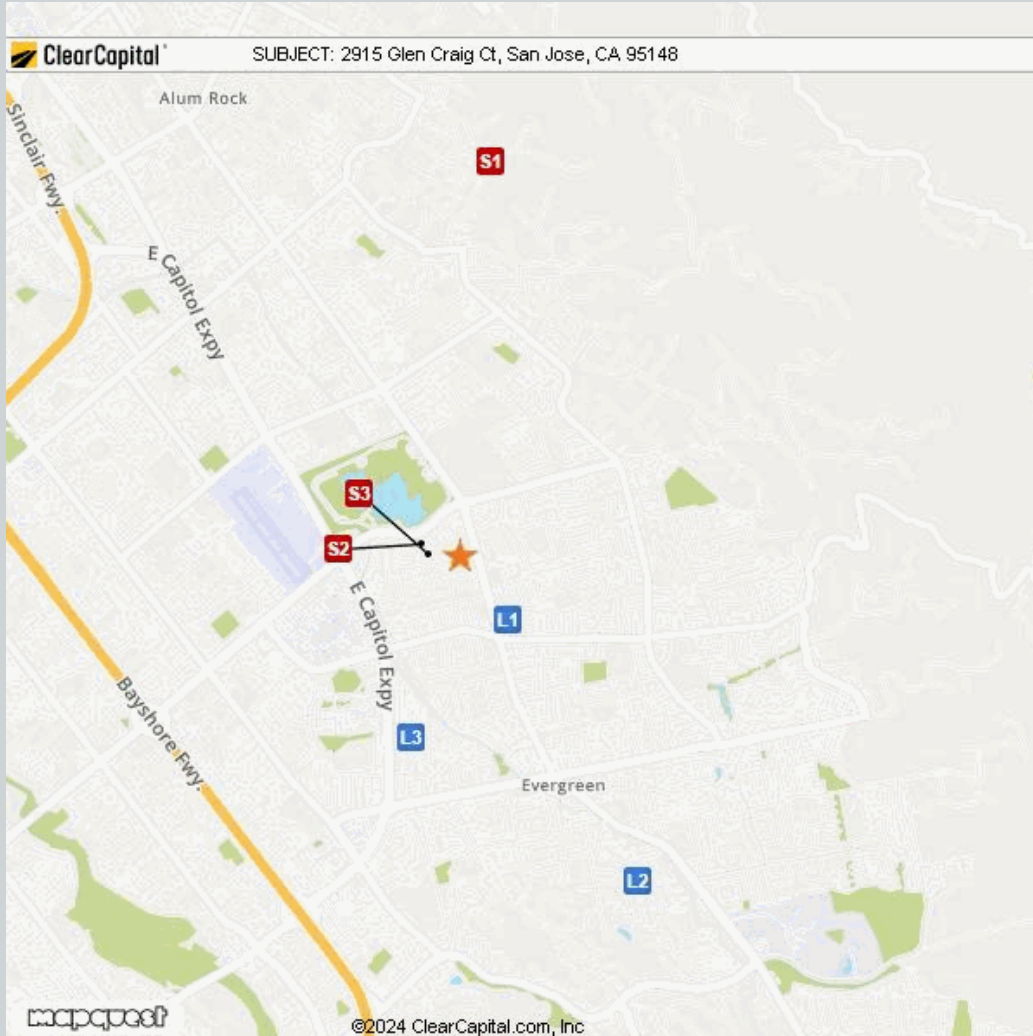 ClearCapital SUBJECT: 2915 Glen Craig Ct, San Jose, CA 95148
Alum Rock
Sinclair Fwy.
S1
E Capitol Expy
S3
S2
E Capitol Expy
L1
Bayshore Fwy.
L3
Evergreen
L2
mapquest
©2024 ClearCapital.com, Inc